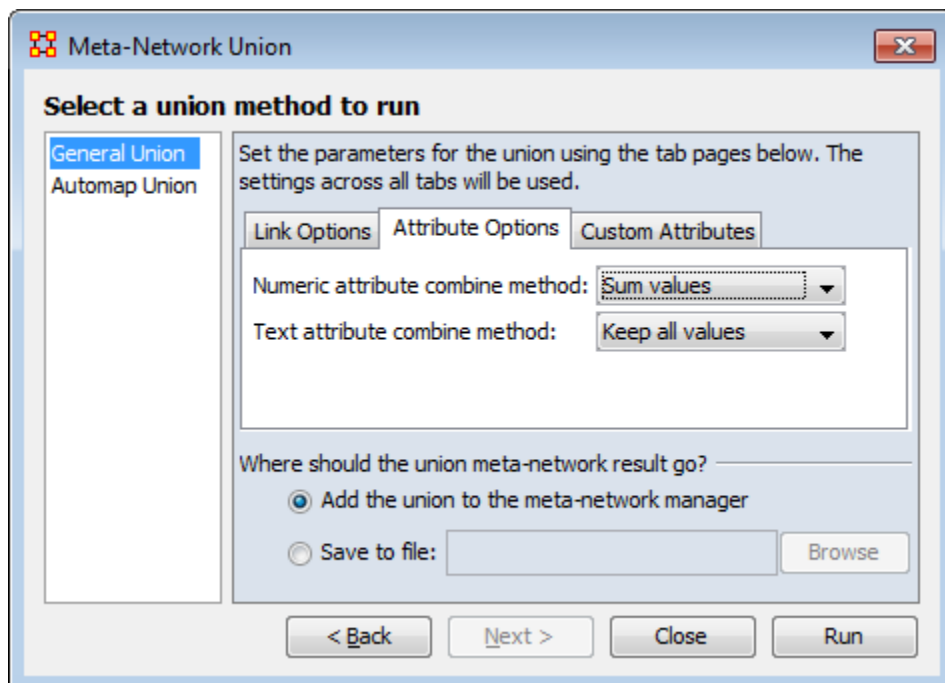 Meta-Network Union
Select a union method to run
General Union
Automap Union
Set the parameters for the union using the tab pages below. The
settings across all tabs will be used.
Link Options Attribute Options Custom Attributes
Numeric attribute combine method: Sum values
Text attribute combine method: Keep all values
Where should the union meta-network result go?
Add the union to the meta-network manager
Save to file: Browse
< Back Next > Close Run